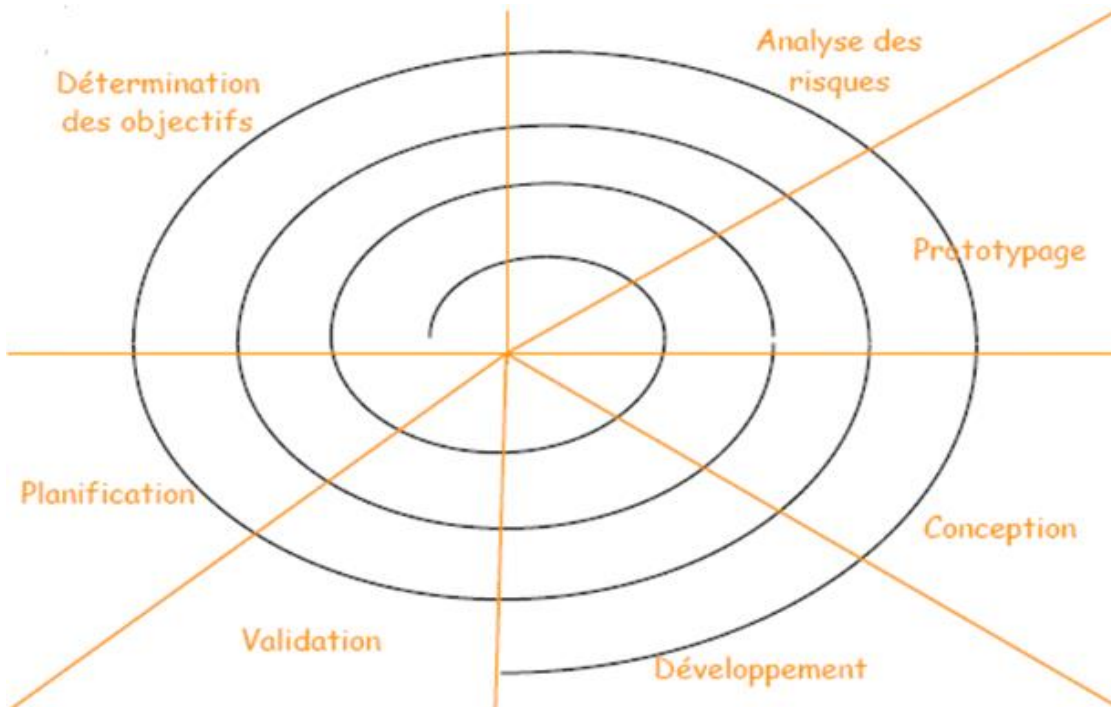 Analyse des
risques
Détermination
des objectifs
Prototypage
Planification
Conception
Validation
Développement